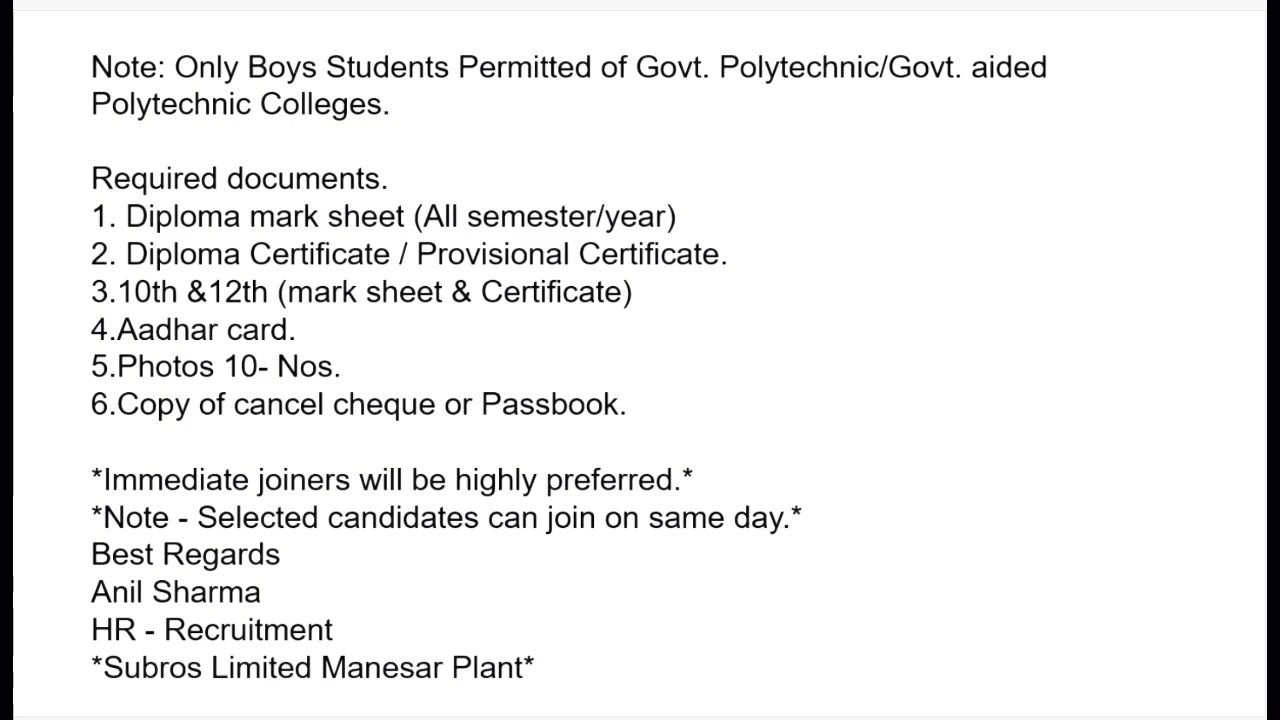 Note: Only Boys Students Permitted of Govt. Polytechnic/Govt. aided
Polytechnic Colleges.
Required documents.
1. Diploma mark sheet (All semester/year)
2. Diploma Certificate / Provisional Certificate.
3.10th &12th (mark sheet & Certificate)
4.Aadhar card.
5.Photos 10- Nos.
6.Copy of cancel cheque or Passbook.
*Immediate joiners will be highly preferred.*
*Note - Selected candidates can join on same day.*
Best Regards
Anil Sharma
HR - Recruitment
*Subros Limited Manesar Plant*